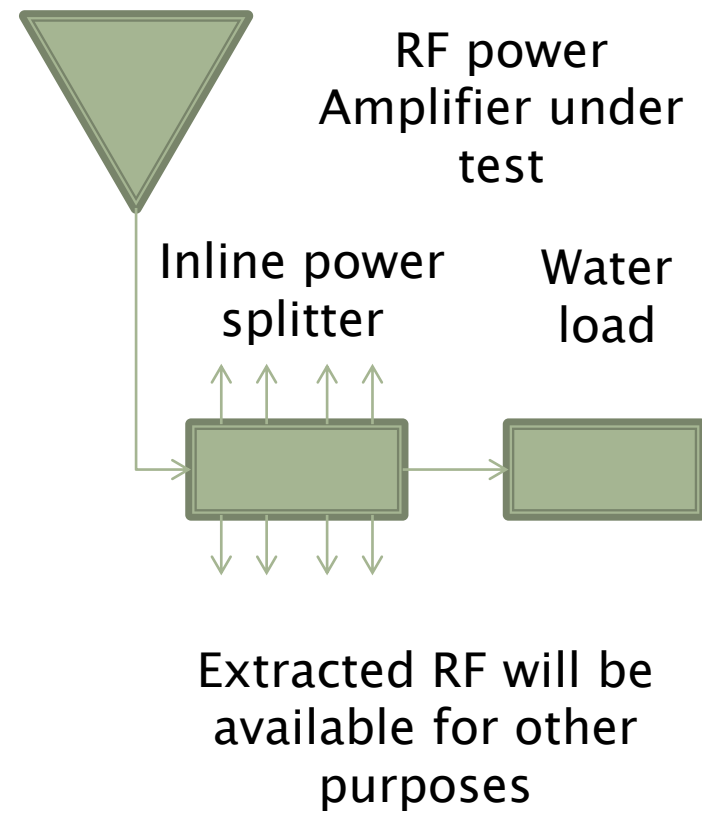 RF power
Amplifier under
test
Inline power
splitter
Water
load
Extracted RF will be
available for other
purposes